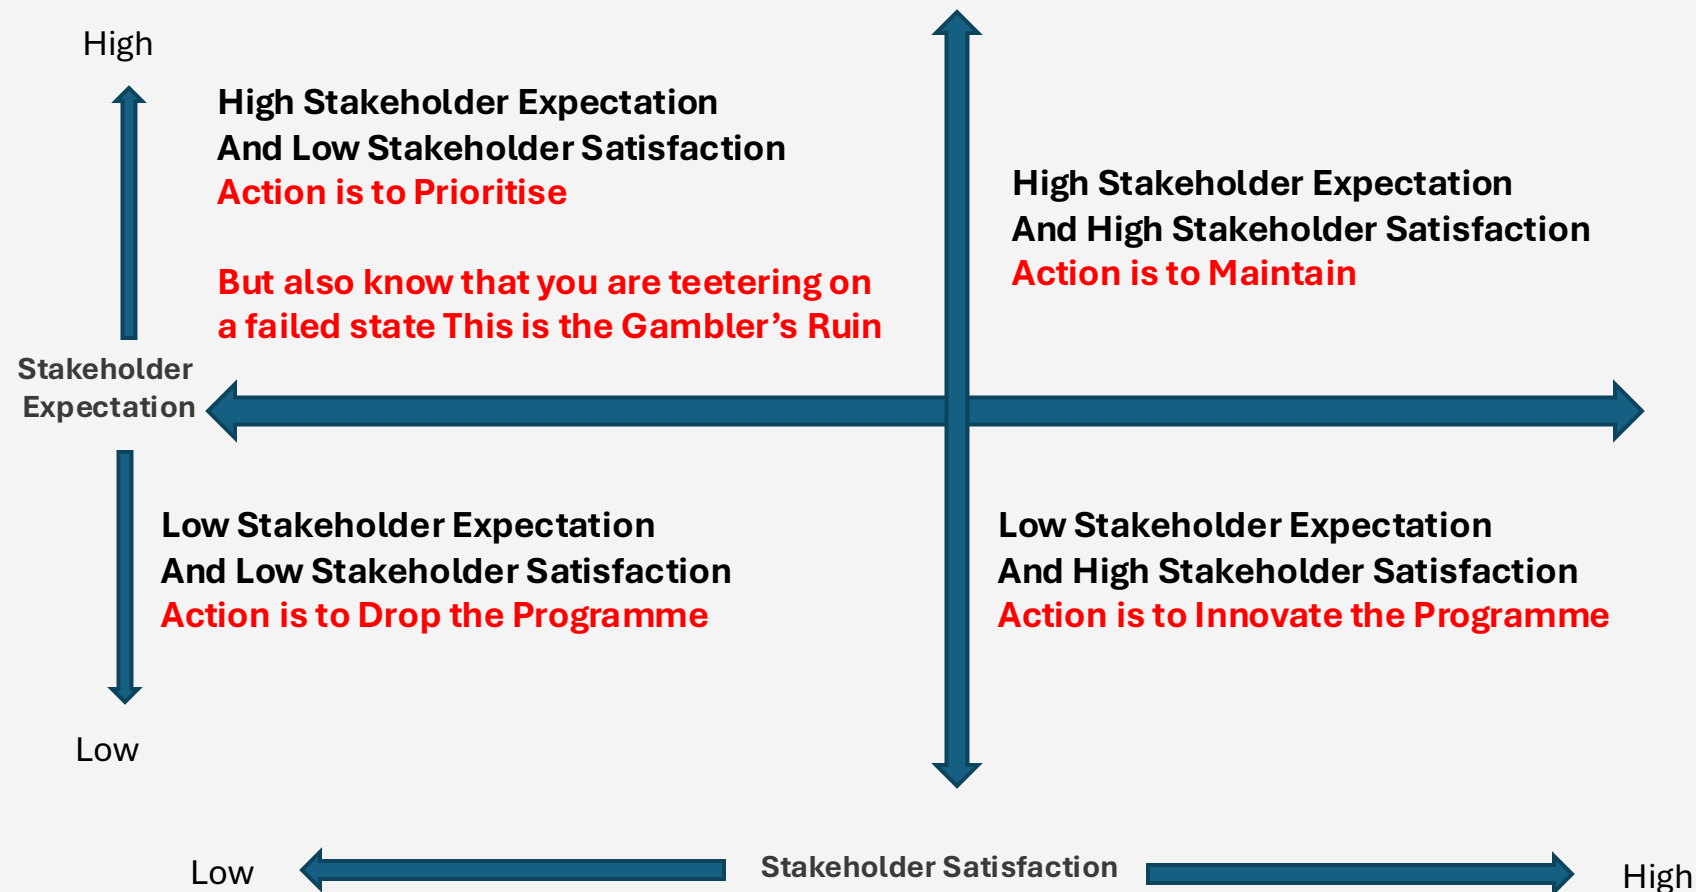 High
High Stakeholder Expectation
And Low Stakeholder Satisfaction
Action is to Prioritise
But also know that you are teetering on
a failed state This is the Gambler’s Ruin
High Stakeholder Expectation
And High Stakeholder Satisfaction
Action is to Maintain
Stakeholder
Expectation
Low Stakeholder Expectation
And Low Stakeholder Satisfaction
Action is to Drop the Programme
Low Stakeholder Expectation
And High Stakeholder Satisfaction
Action is to Innovate the Programme
Low
Low
Stakeholder Satisfaction
High